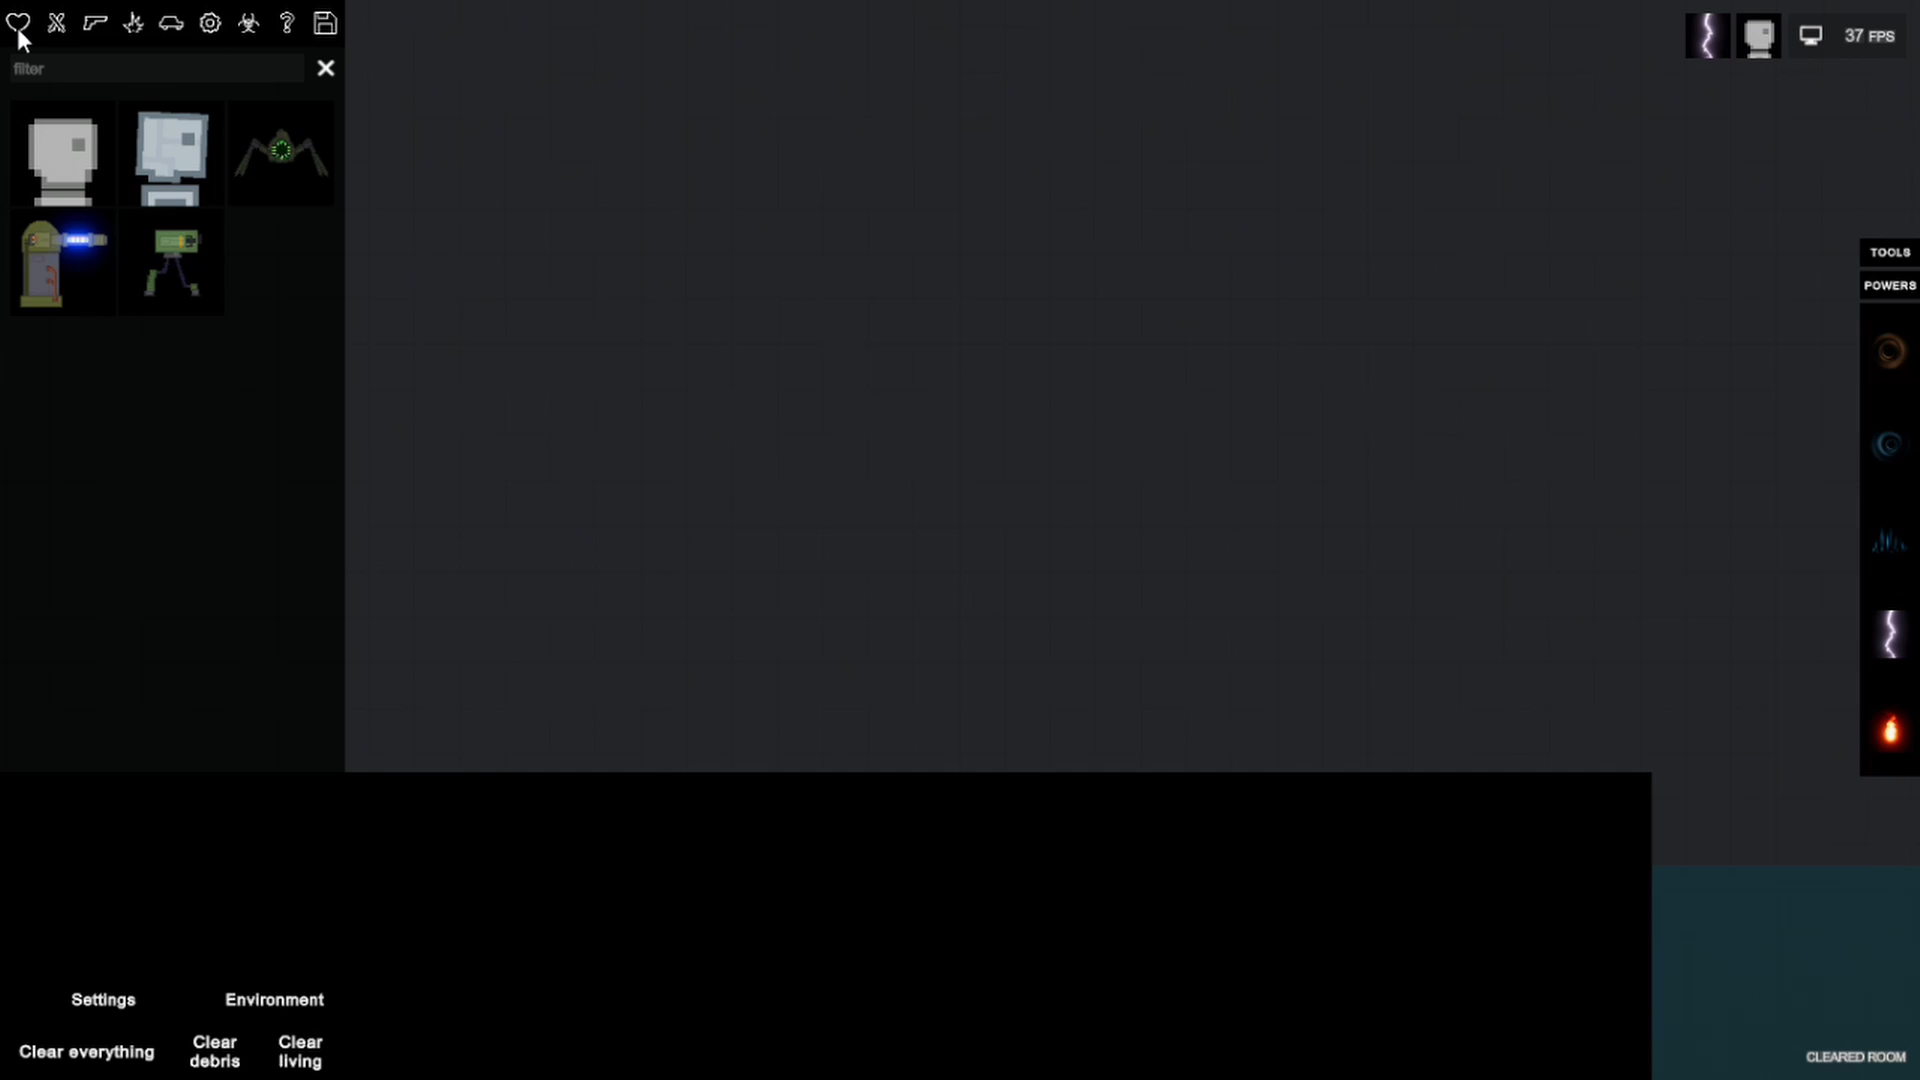 37 FPS
filter
TOOLS
POWERS
Settings
Environment
Clear everything
Clear
debris
Clear
living
CLEARED ROOM